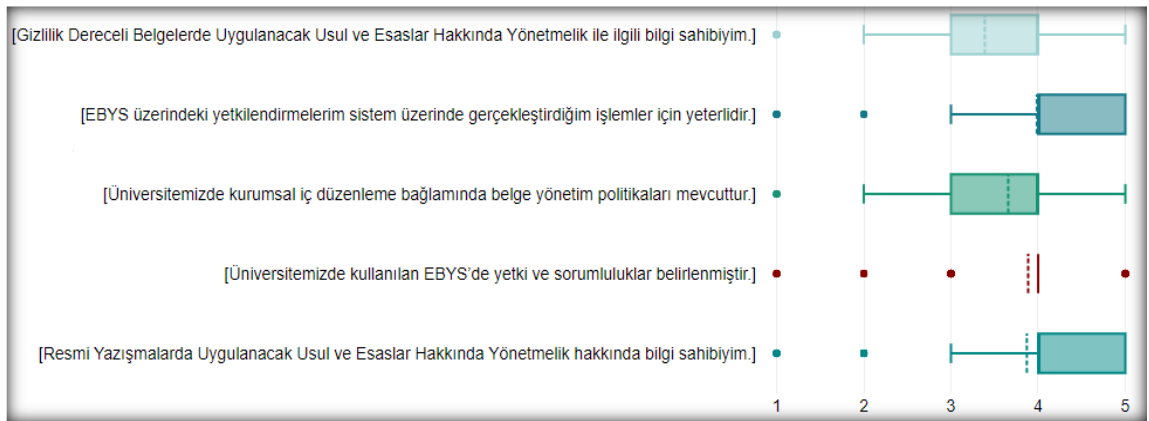 [Gizlilik Dereceli Belgelerde Uygulanacak Usul ve Esaslar Hakkında Yönetmelik ile ilgili bilgi sahibiyim.]
[EBYS üzerindeki yetkilendirmelerim sistem üzerinde gerçekleştirdiğim işlemler için yeterlidir.]
[Üniversitemizde kurumsal iç düzenleme bağlamında belge yönetim politikaları mevcuttur.]
[Üniversitemizde kullanılan EBYS’de yetki ve sorumluluklar belirlenmiştir.]
[Resmi Yazışmalarda Uygulanacak Usul ve Esaslar Hakkında Yönetmelik hakkında bilgi sahibiyim.]
1 2 3 4 5